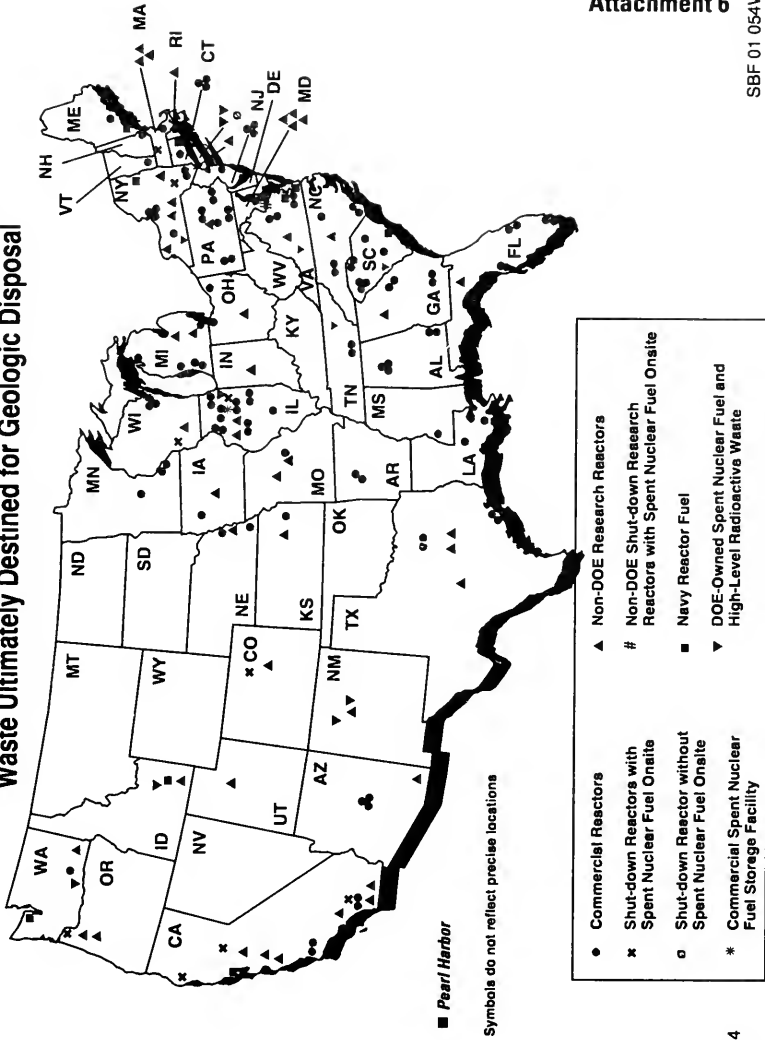 Waste Ultimately Destined for Geologic Disposal
Attachment 6
SBF 01 054
WA
MT
ND
MN
OR
ID
SD
WI
MI
NY
VT
NH
ME
MA
RI
CT
NJ
DE
MD
WY
IA
NE
NV
UT
CO
KS
MO
IL
IN
OH
PA
WV
VA
KY
CA
AZ
NM
TX
OK
AR
TN
NC
SC
MS
AL
GA
LA
FL
■ Pearl Harbor
Symbols do not reflect precise locations
● Commercial Reactors
× Shut-down Reactors with
Spent Nuclear Fuel Onsite
ø Shut-down Reactor without
Spent Nuclear Fuel Onsite
* Commercial Spent Nuclear
Fuel Storage Facility
▲ Non-DOE Research Reactors
# Non-DOE Shut-down Research
Reactors with Spent Nuclear Fuel Onsite
■ Navy Reactor Fuel
▼ DOE-Owned Spent Nuclear Fuel and
High-Level Radioactive Waste
4